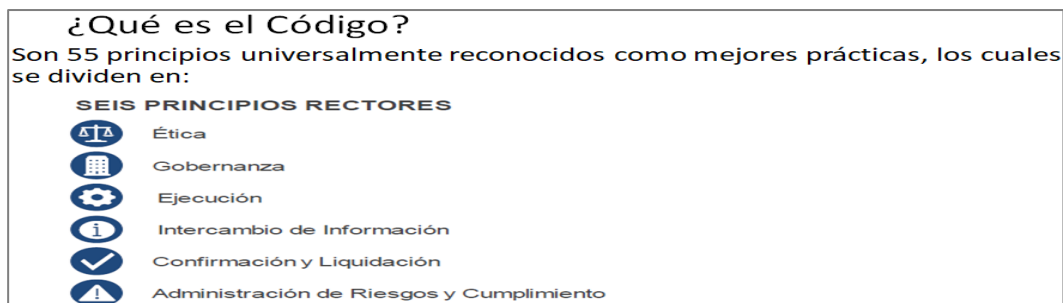 ¿Qué es el Código?
Son 55 principios universalmente reconocidos como mejores prácticas, los cuales
se dividen en:
SEIS PRINCIPIOS RECTORES
Ética
Gobernanza
Ejecución
Intercambio de Información
Confirmación y Liquidación
Administración de Riesgos y Cumplimiento